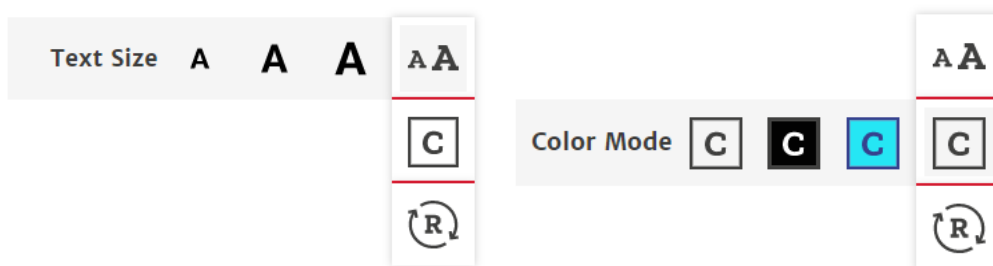 Text Size A A A A A
C
R
A A
Color Mode C C C C
R